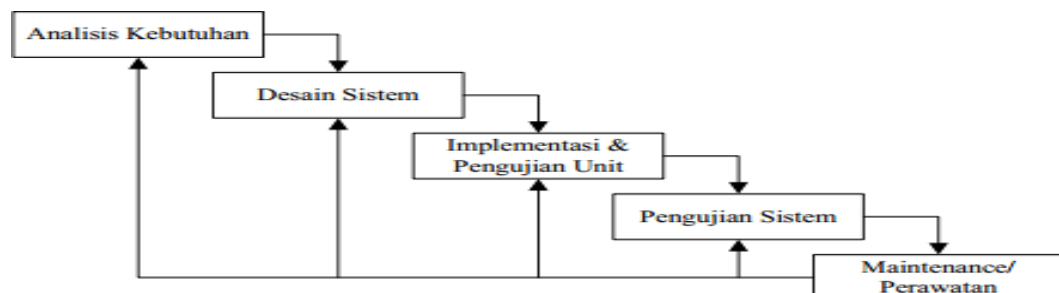 Analisis Kebutuhan
Desain Sistem
Implementasi &
Pengujian Unit
Pengujian Sistem
Maintenance/
Perawatan